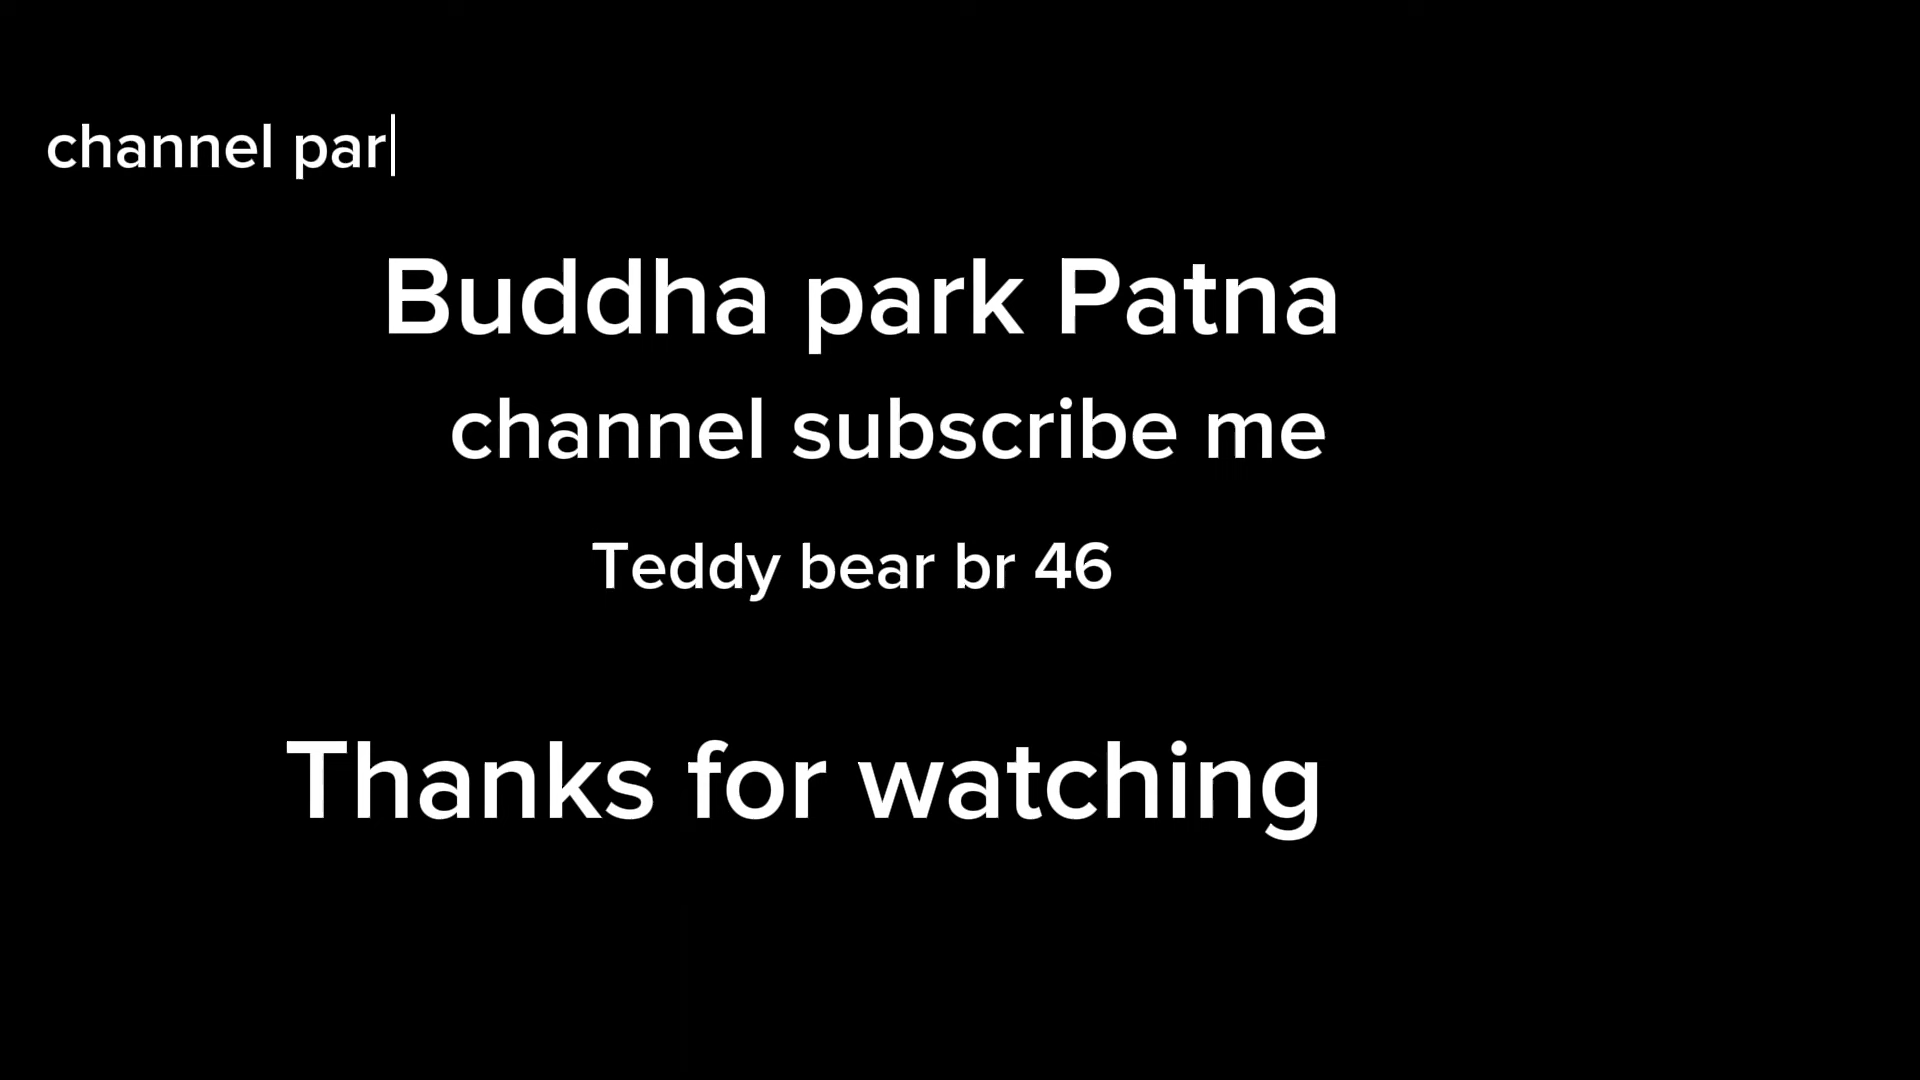 channel par
Buddha park Patna
channel subscribe me
Teddy bear br 46
Thanks for watching